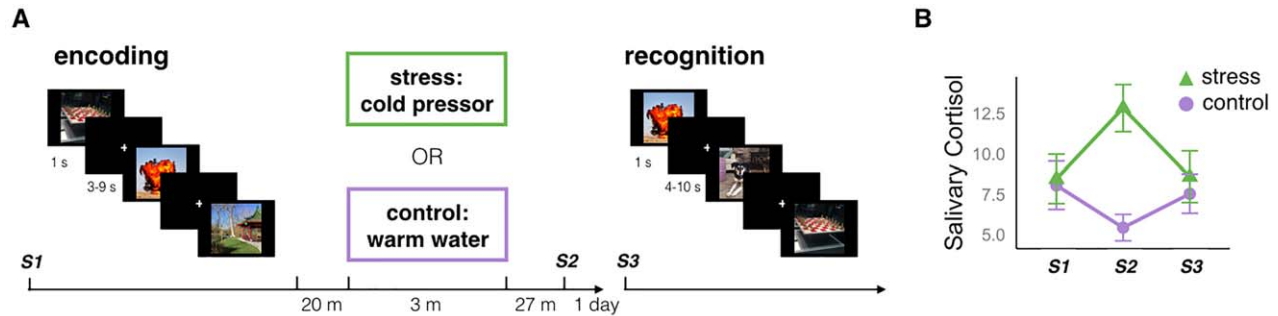 A
encoding
1 s
3-9 s
stress:
cold pressor
OR
control:
warm water
recognition
1 s
4-10 s
S1
S2
S3
20 m
3 m
27 m
1 day
B
Salivary Cortisol
stress
control
12.5
10.0
7.5
5.0
S1
S2
S3